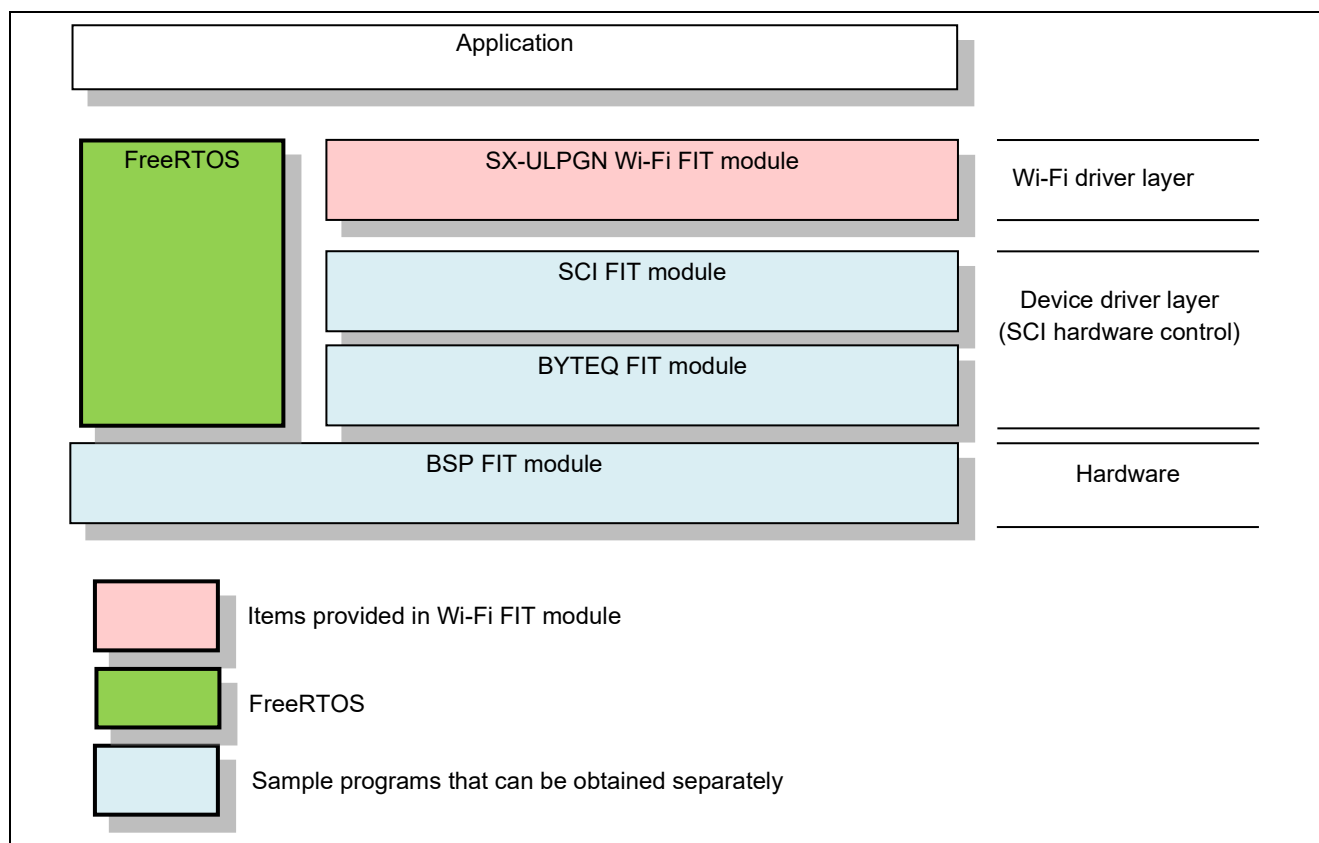 Application
FreeRTOS
SX-ULPGN Wi-Fi FIT module
Wi-Fi driver layer
SCI FIT module
Device driver layer
(SCI hardware control)
BYTEQ FIT module
BSP FIT module
Hardware
Items provided in Wi-Fi FIT module
FreeRTOS
Sample programs that can be obtained separately